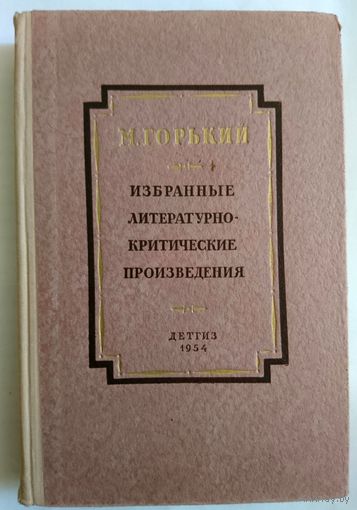 М. ГОРЬКИЙ
ИЗБРАННЫЕ
ЛИТЕРАТУРНО-
КРИТИЧЕСКИЕ
ПРОИЗВЕДЕНИЯ
ДЕТГИЗ
1954